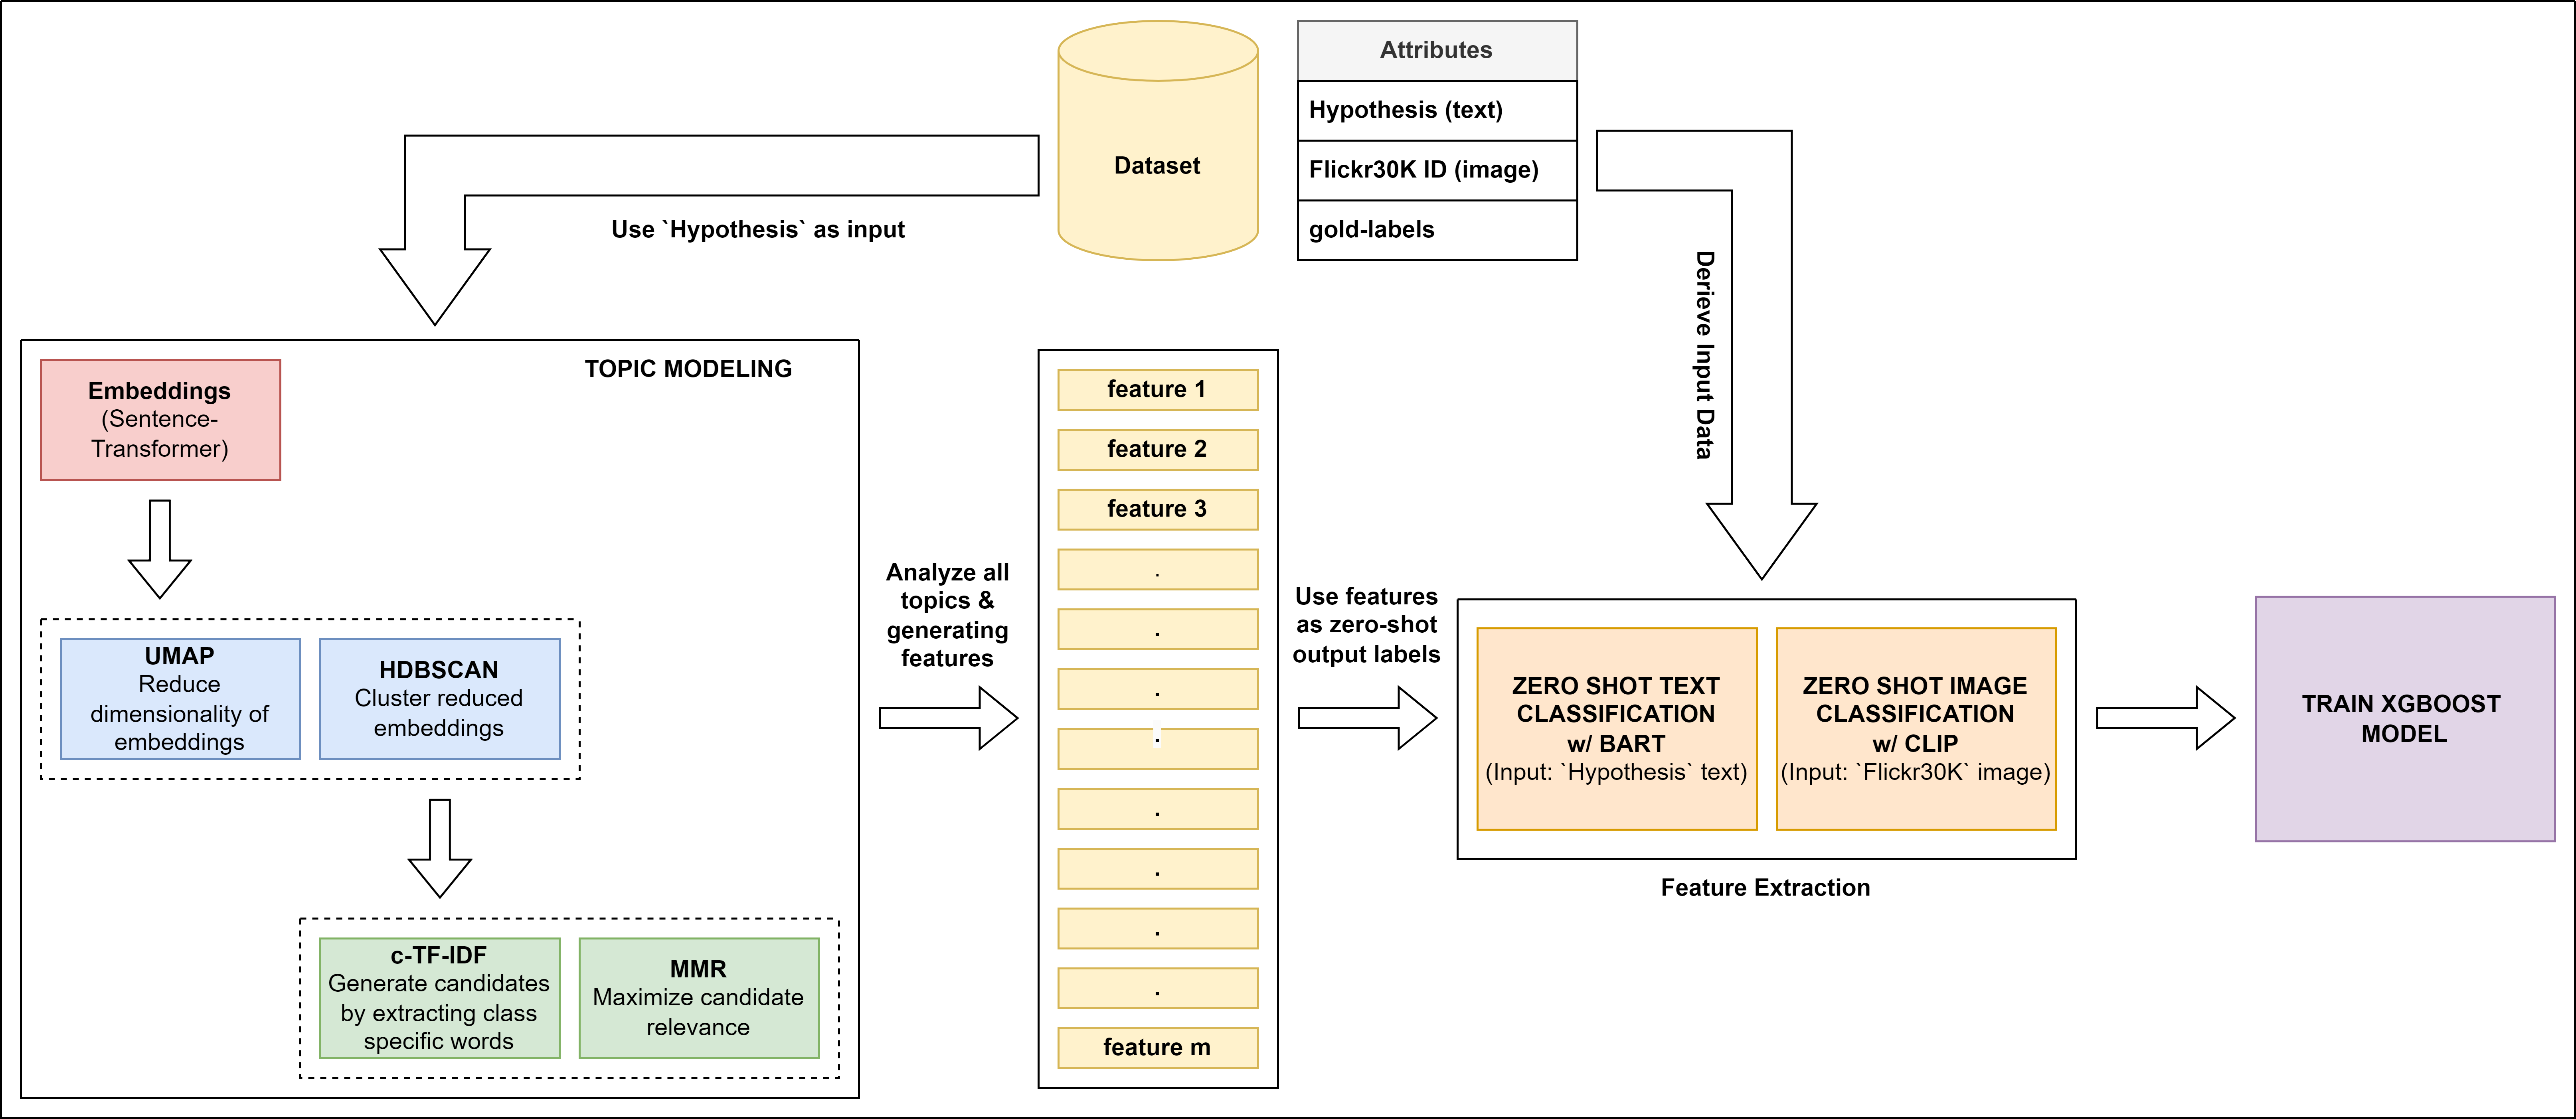 Dataset
Attributes
Hypothesis (text)
Flickr30K ID (image)
gold-labels
Use `Hypothesis` as input
Derieve Input Data
TOPIC MODELING
Embeddings
(Sentence-
Transformer)
UMAP
Reduce
dimensionality of
embeddings
HDBSCAN
Cluster reduced
embeddings
c-TF-IDF
Generate candidates
by extracting class
specific words
MMR
Maximize candidate
relevance
Analyze all
topics &
generating
features
feature 1
feature 2
feature 3
.
.
.
.
.
.
.
.
feature m
Use features
as zero-shot
output labels
ZERO SHOT TEXT
CLASSIFICATION
w/ BART
(Input: `Hypothesis` text)
ZERO SHOT IMAGE
CLASSIFICATION
w/ CLIP
(Input: `Flickr30K` image)
Feature Extraction
TRAIN XGBOOST
MODEL